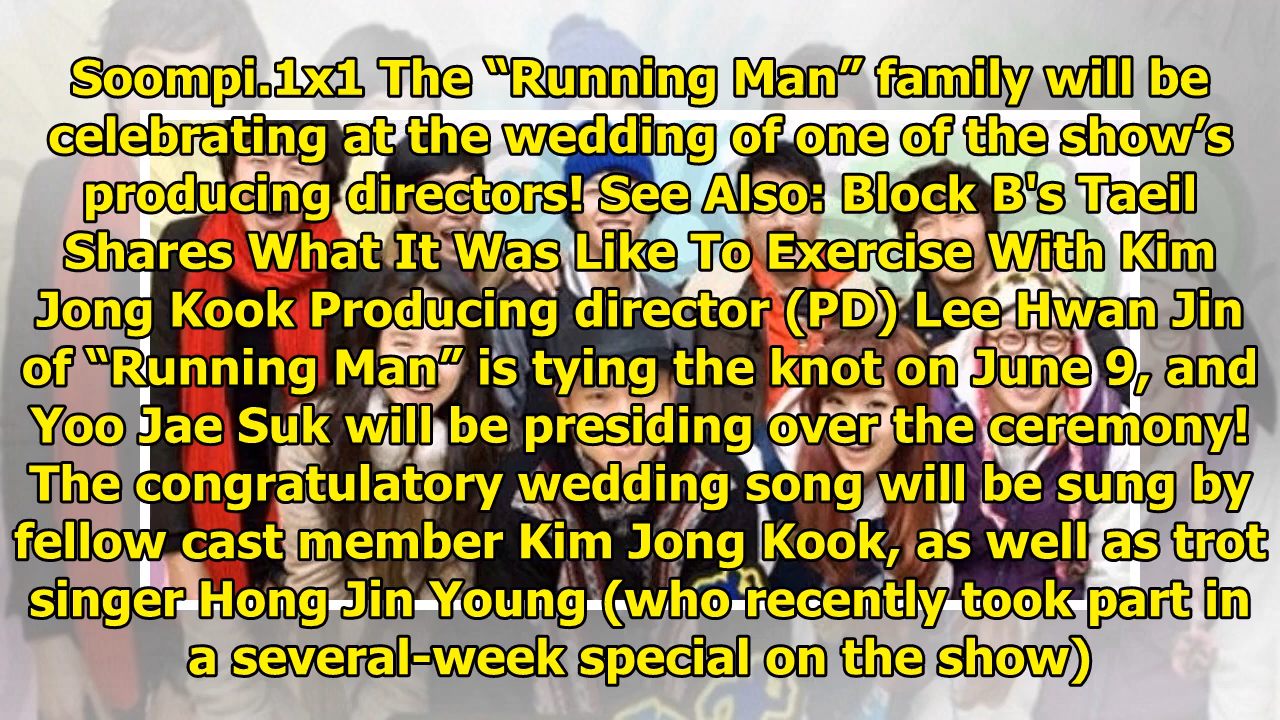 Soompi.1x1 The “Running Man” family will be
celebrating at the wedding of one of the show’s
producing directors! See Also: Block B's Taeil
Shares What It Was Like To Exercise With Kim
Jong Kook Producing director (PD) Lee Hwan Jin
of “Running Man” is tying the knot on June 9, and
Yoo Jae Suk will be presiding over the ceremony!
The congratulatory wedding song will be sung by
fellow cast member Kim Jong Kook, as well as trot
singer Hong Jin Young (who recently took part in
a several-week special on the show)